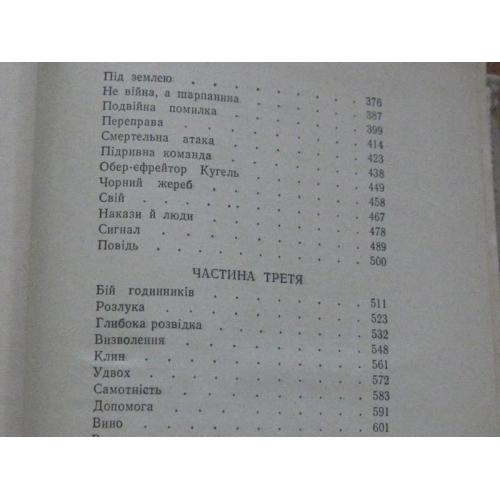 Під землею . . . . . . . . 376
Не війна, а шарпанина . . . . . 387
Подвійна помилка . . . . . . 399
Переправа . . . . . . . . 414
Смертельна атака . . . . . . 423
Підривна команда . . . . . . 438
Обер-єфрейтор Кугель . . . . . 449
Чорний жереб . . . . . . . 458
Свій . . . . . . . . . 467
Накази й люди . . . . . . . 478
Сигнал . . . . . . . . . 489
Повідь . . . . . . . . . 500
ЧАСТИНА ТРЕТЯ
Бій годинників . . . . . . . 511
Розлука . . . . . . . . . 523
Глибока розвідка . . . . . . 532
Визволення . . . . . . . . 548
Клин . . . . . . . . . 561
Удвох . . . . . . . . . 572
Самотність . . . . . . . . 583
Допомога . . . . . . . . 591
Вино . . . . . . . . . 601